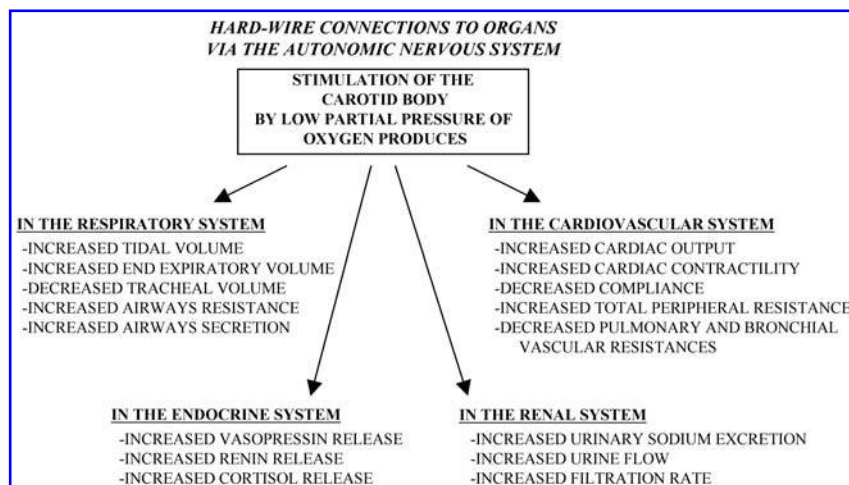 HARD-WIRE CONNECTIONS TO ORGANS
VIA THE AUTONOMIC NERVOUS SYSTEM
STIMULATION OF THE
CAROTID BODY
BY LOW PARTIAL PRESSURE OF
OXYGEN PRODUCES
IN THE RESPIRATORY SYSTEM
-INCREASED TIDAL VOLUME
-INCREASED END EXPIRATORY VOLUME
-DECREASED TRACHEAL VOLUME
-INCREASED AIRWAYS RESISTANCE
-INCREASED AIRWAYS SECRETION
IN THE CARDIOVASCULAR SYSTEM
-INCREASED CARDIAC OUTPUT
-INCREASED CARDIAC CONTRACTILITY
-DECREASED COMPLIANCE
-INCREASED TOTAL PERIPHERAL RESISTANCE
-DECREASED PULMONARY AND BRONCHIAL
VASCULAR RESISTANCES
IN THE ENDOCRINE SYSTEM
-INCREASED VASOPRESSIN RELEASE
-INCREASED RENIN RELEASE
-INCREASED CORTISOL RELEASE
IN THE RENAL SYSTEM
-INCREASED URINARY SODIUM EXCRETION
-INCREASED URINE FLOW
-INCREASED FILTRATION RATE